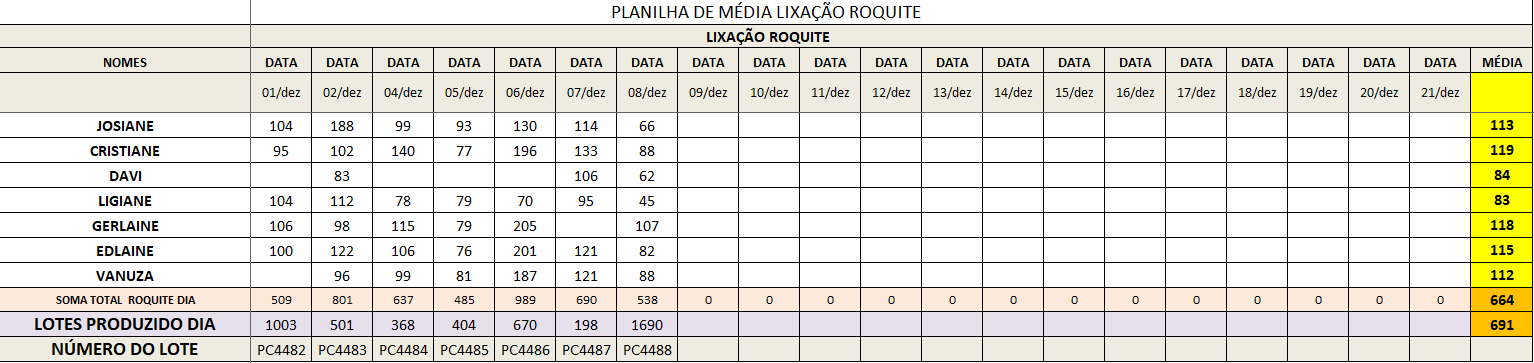 PLANILHA DE MÉDIA LIXAÇÃO ROQUITE
LIXAÇÃO ROQUITE
NOMES DATA DATA DATA DATA DATA DATA DATA DATA DATA DATA DATA DATA DATA DATA DATA DATA DATA DATA DATA DATA MÉDIA
01/dez 02/dez 04/dez 05/dez 06/dez 07/dez 08/dez 09/dez 10/dez 11/dez 12/dez 13/dez 14/dez 15/dez 16/dez 17/dez 18/dez 19/dez 20/dez 21/dez
JOSIANE 104 188 99 93 130 114 66 113
CRISTIANE 95 102 140 77 196 133 88 119
DAVI 83 106 62 84
LIGIANE 104 112 78 79 70 95 45 83
GERLAINE 106 98 115 79 205 107 118
EDLAINE 100 122 106 76 201 121 82 115
VANUZA 96 99 81 187 121 88 112
SOMA TOTAL ROQUITE DIA 509 801 637 485 989 690 538 0 0 0 0 0 0 0 0 0 0 0 0 0 664
LOTES PRODUZIDO DIA 1003 501 368 404 670 198 1690 691
NÚMERO DO LOTE PC4482 PC4483 PC4484 PC4485 PC4486 PC4487 PC4488